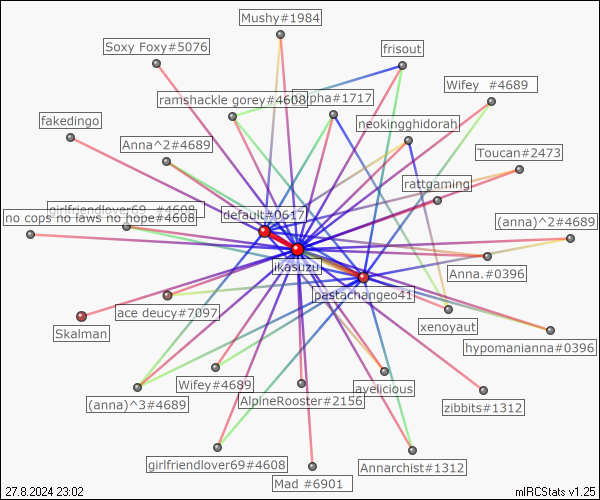 Mushy#1984
Soxy Foxy#5076
frisout
Wifey #4689
ramshackle gorey#4608
#1717
fakedingo
neokingghidorah
Anna^2#4689
Toucan#2473
rattgaming
girlfriendlover69 #4608
no cops no laws no hope#4608
default#0617
(anna)^2#4689
ikasuzu
Anna.#0396
pastachangeo41
ace deucy#7097
xenoyaut
Skalman
hypomanianna#0396
Wifey#4689
avelicious
AlpineRooster#2156
(anna)^3#4689
zibbits#1312
girlfriendlover69#4608
Annarchist#1312
Mad #6901
27.8.2024 23:02
mIRCStats v1.25